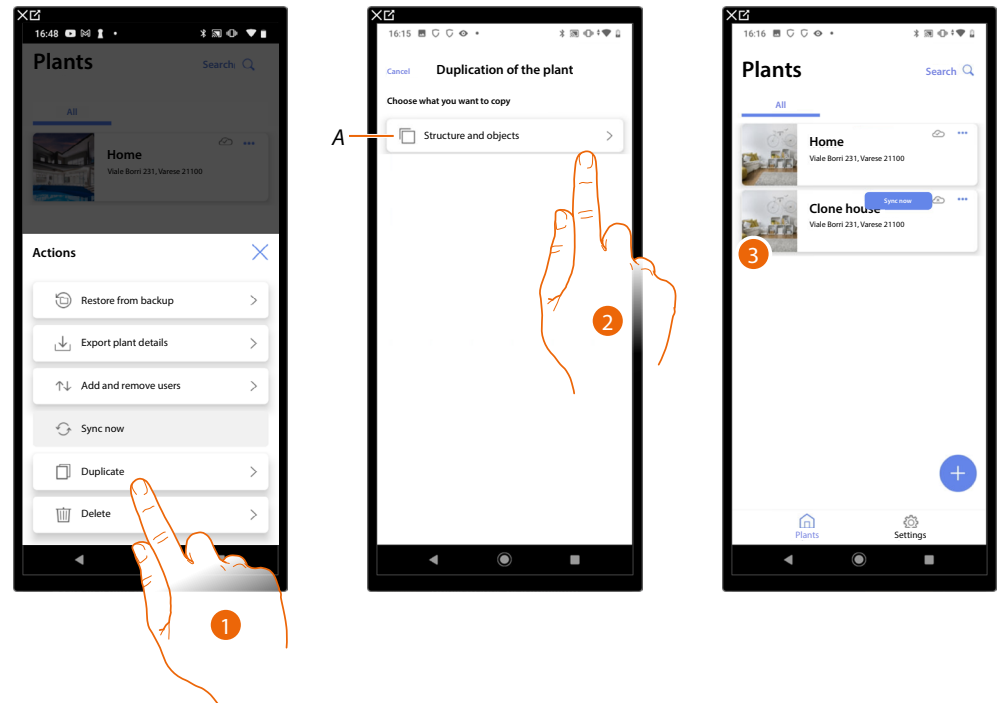 16:48
Plants
Search
All
Home
Viale Borri 231, Varese 21100
Actions
Restore from backup
Export plant details
Add and remove users
Sync now
Duplicate
Delete
1
16:15
Cancel
Duplication of the plant
Choose what you want to copy
A
Structure and objects
2
16:16
Plants
Search
All
Home
Viale Borri 231, Varese 21100
Sync now
Clone house
Viale Borri 231, Varese 21100
3
Plants
Settings